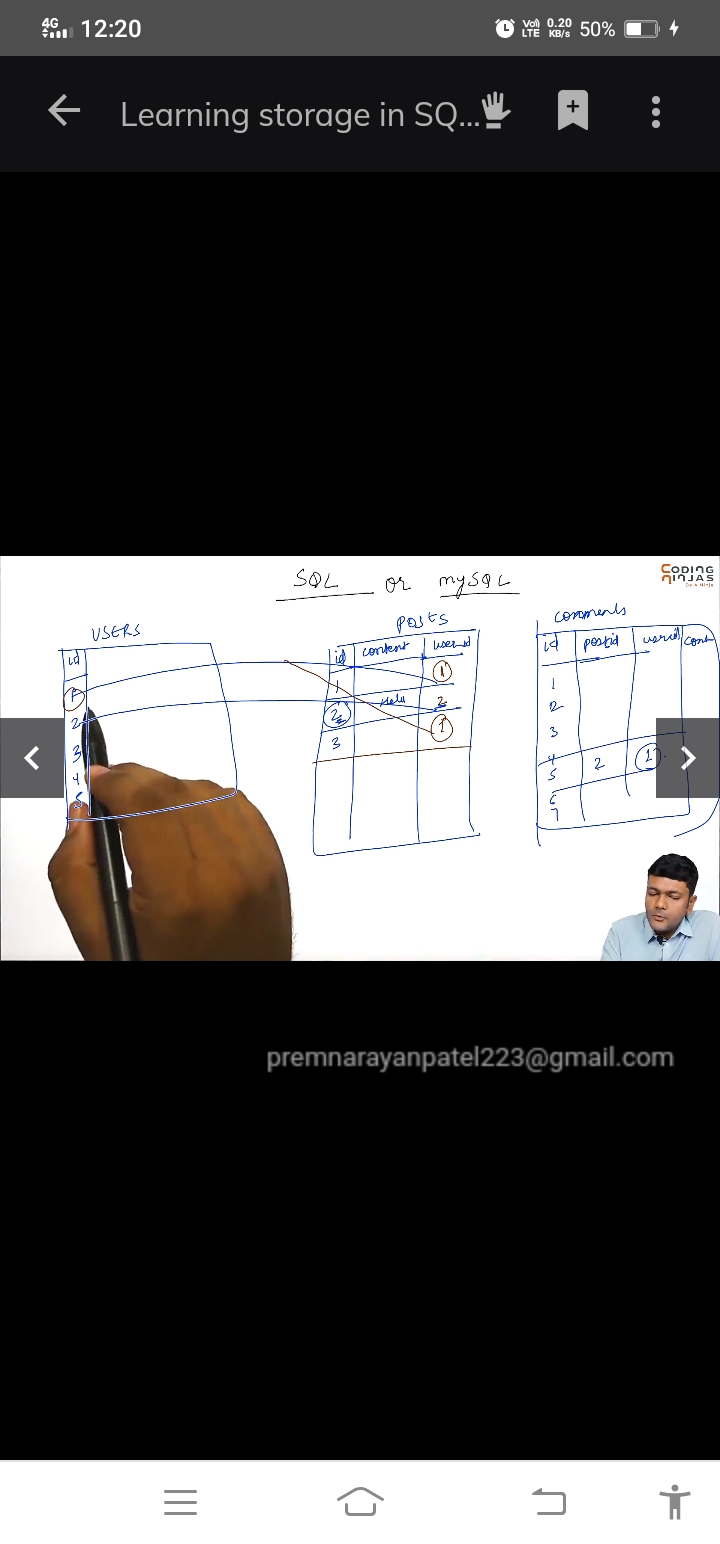 4G 12:20 Vo) LTE 0.20 KB/s 50%
Learning storage in SQ...
SQL or mySQL
CODING NINJAS
USERS
POSTS
comments
id
id content userid
id postid userid cont
1
2
3
4
5
1 1
2 Hello 2
3 1
1
2
3
4
5 2 1
6
7
premnarayanpatel223@gmail.com